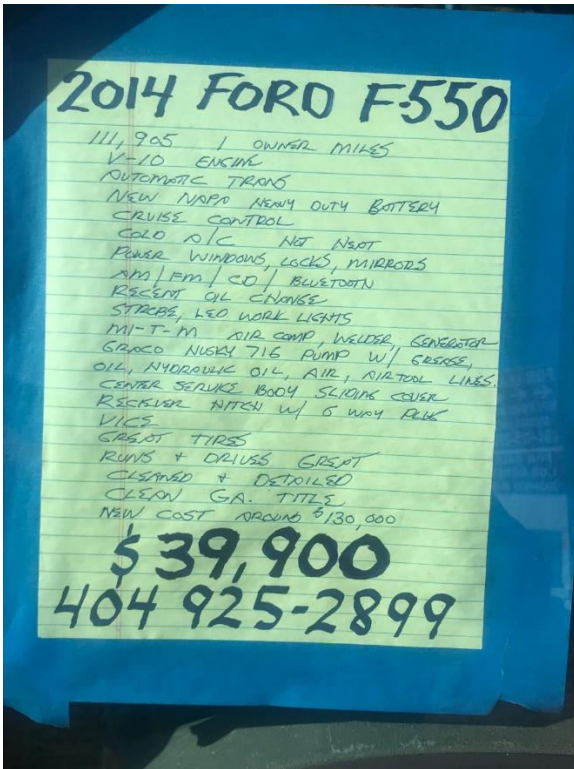 2014 FORD F-550
111,905 1 OWNER MILES
V-10 ENGINE
AUTOMATIC TRANS
NEW NAPA HEAVY DUTY BATTERY
CRUISE CONTROL
COLD A/C HOT HEAT
POWER WINDOWS, LOCKS, MIRRORS
AM/FM/CD/BLUETOOTH
RECENT OIL CHANGE
STROBE, LED WORK LIGHTS
MI-T-M AIR COMP, WELDER, GENERATOR
GRACO HUSKY 716 PUMP W/ GREASE,
OIL, HYDROULIC OIL, AIR, AIRTOOL LINES.
CENTER SERVICE BODY SLIDING COVER
RECIEVER HITCH W/ 6 WAY PLUG
VICE
GREAT TIRES
RUNS + DRIVES GREAT
CLEANED + DETAILED
CLEAN GA. TITLE
NEW COST AROUND $130,000
$39,900
404 925-2899